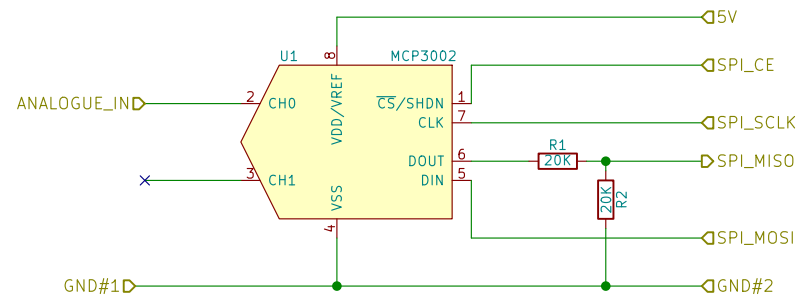 5V
U1
8
MCP3002
SPI_CE
ANALOGUE_IN
2
CH0
VDD/VREF
CS/SHDN
1
CLK
7
SPI_SCLK
R1
DOUT
6
20K
SPI_MISO
3
CH1
VSS
DIN
5
20K
R2
4
SPI_MOSI
GND#1
GND#2